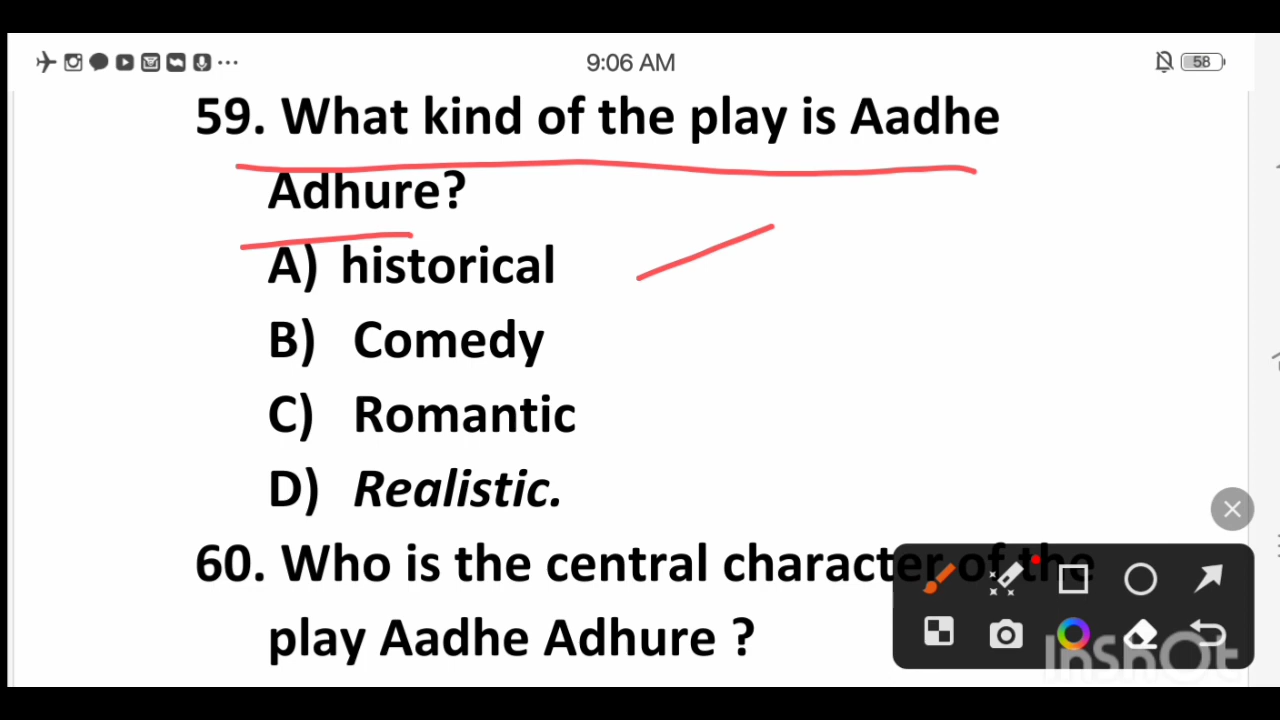 9:06 AM
58
59. What kind of the play is Aadhe
Adhure?
A) historical
B) Comedy
C) Romantic
D) Realistic.
60. Who is the central character of the
play Aadhe Adhure ?
InShOt